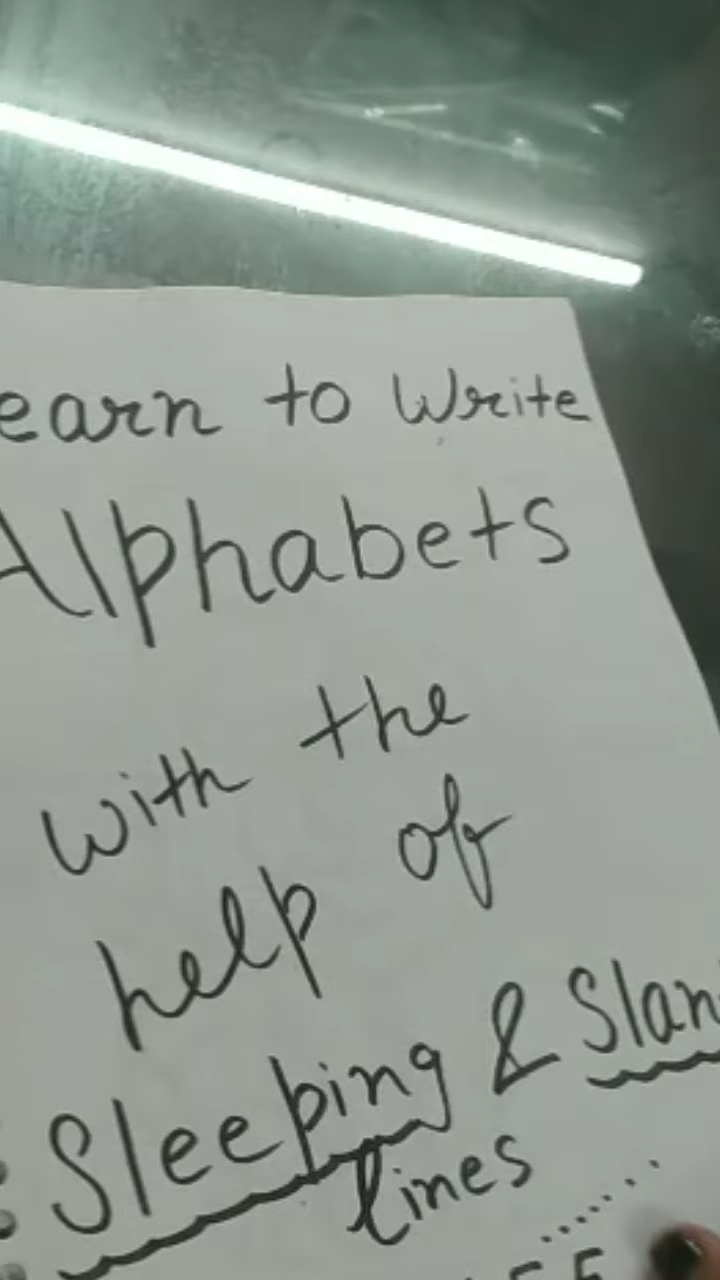 earn to Write
Alphabets
with the
help of
Sleeping & Slan
lines